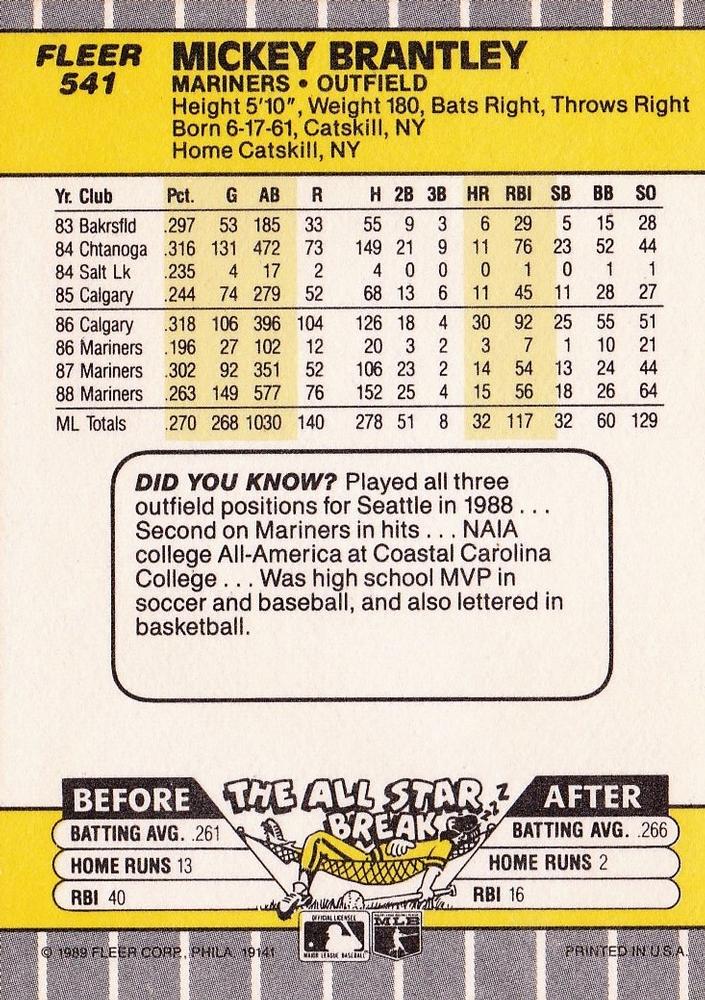 FLEER
541
MICKEY BRANTLEY
MARINERS • OUTFIELD
Height 5'10", Weight 180, Bats Right, Throws Right
Born 6-17-61, Catskill, NY
Home Catskill, NY
Yr. Club Pct. G AB R H 2B 3B HR RBI SB BB SO
83 Bakrsfld .297 53 185 33 55 9 3 6 29 5 15 28
84 Chtanoga .316 131 472 73 149 21 9 11 76 23 52 44
84 Salt Lk .235 4 17 2 4 0 0 0 1 0 1 1
85 Calgary .244 74 279 52 68 13 6 11 45 11 28 27
86 Calgary .318 106 396 104 126 18 4 30 92 25 55 51
86 Mariners .196 27 102 12 20 3 2 3 7 1 10 21
87 Mariners .302 92 351 52 106 23 2 14 54 13 24 44
88 Mariners .263 149 577 76 152 25 4 15 56 18 26 64
ML Totals .270 268 1030 140 278 51 8 32 117 32 60 129
DID YOU KNOW? Played all three
outfield positions for Seattle in 1988 . . .
Second on Mariners in hits . . . NAIA
college All-America at Coastal Carolina
College . . . Was high school MVP in
soccer and baseball, and also lettered in
basketball.
THE ALL STAR
BREAK
ZZZ
BEFORE
BATTING AVG. .261
HOME RUNS 13
RBI 40
AFTER
BATTING AVG. .266
HOME RUNS 2
RBI 16
OFFICIAL LICENSEE
MAJOR LEAGUE BASEBALL
MLB
© 1989 FLEER CORP., PHILA. 19141
PRINTED IN U.S.A.